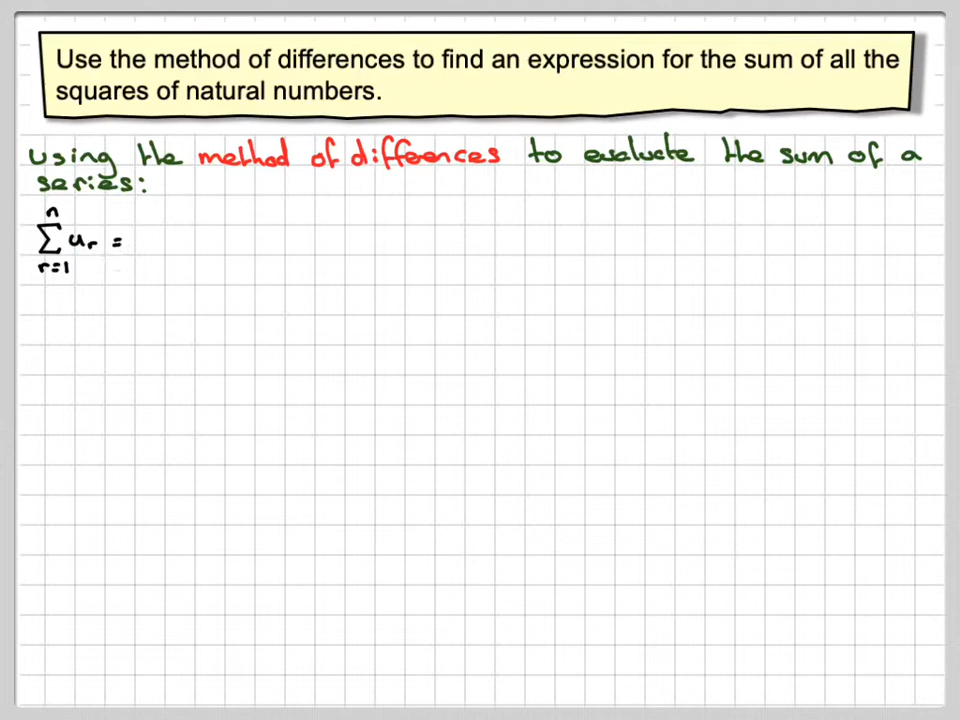 Use the method of differences to find an expression for the sum of all the
squares of natural numbers.
Using the method of differences to evaluate the sum of a
series:
n
∑ uᵣ =
r=1